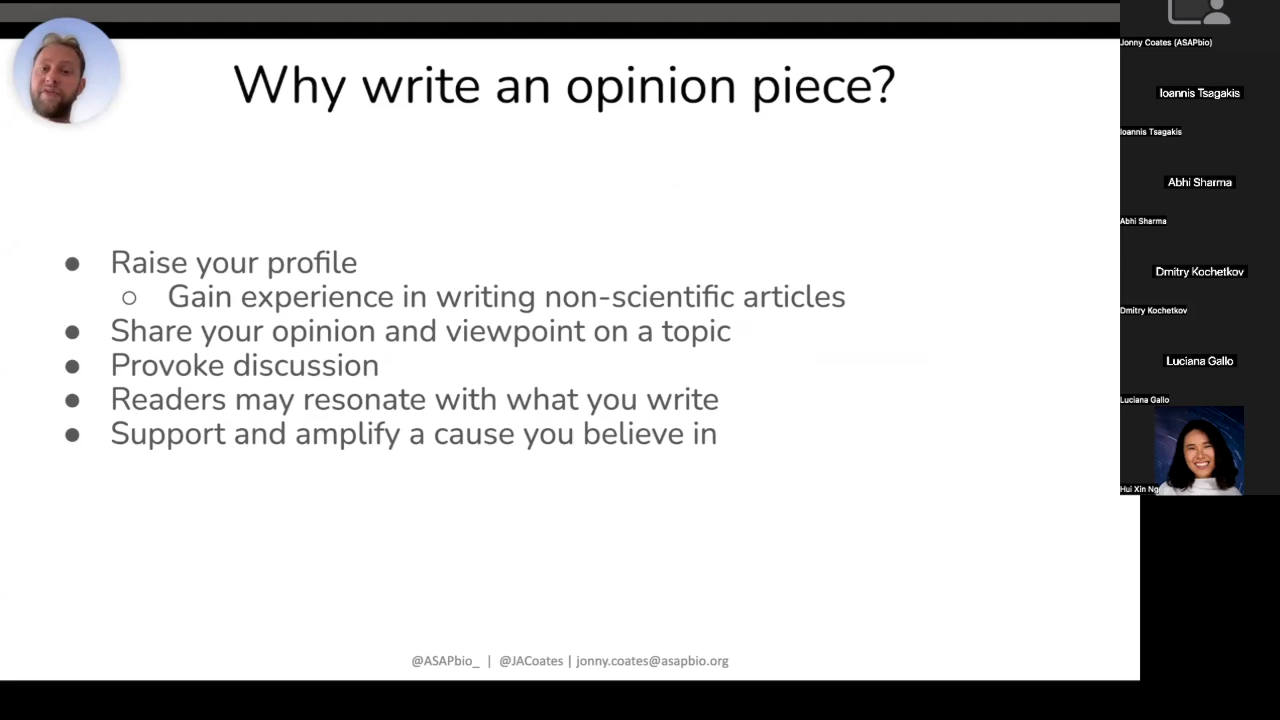 Why write an opinion piece?
● Raise your profile
○ Gain experience in writing non-scientific articles
● Share your opinion and viewpoint on a topic
● Provoke discussion
● Readers may resonate with what you write
● Support and amplify a cause you believe in
@ASAPbio_ | @JACoates | jonny.coates@asapbio.org
Jonny Coates (ASAPbio)
Ioannis Tsagakis
Ioannis Tsagakis
Abhi Sharma
Abhi Sharma
Dmitry Kochetkov
Dmitry Kochetkov
Luciana Gallo
Luciana Gallo
Hui Xin